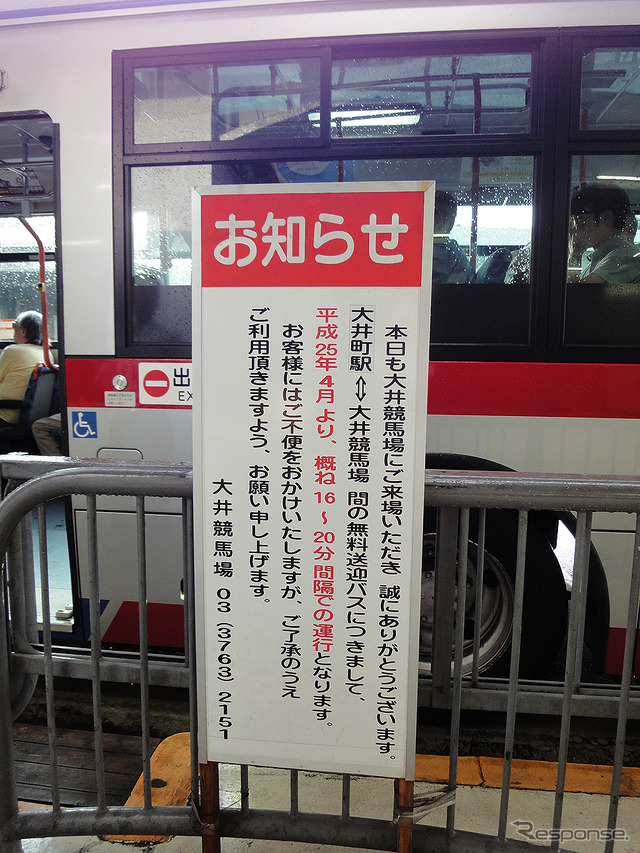 お知らせ
本日も大井競馬場にご来場いただき 誠にありがとうございます。
大井町駅⇔大井競馬場 間の無料送迎バスにつきまして、
平成25年4月より、概ね16～20分間隔での運行となります。
お客様にはご不便をおかけいたしますが、ご了承のうえ
ご利用頂きますよう、お願い申し上げます。
大井競馬場 03(3763)2151
出
EX
Response.